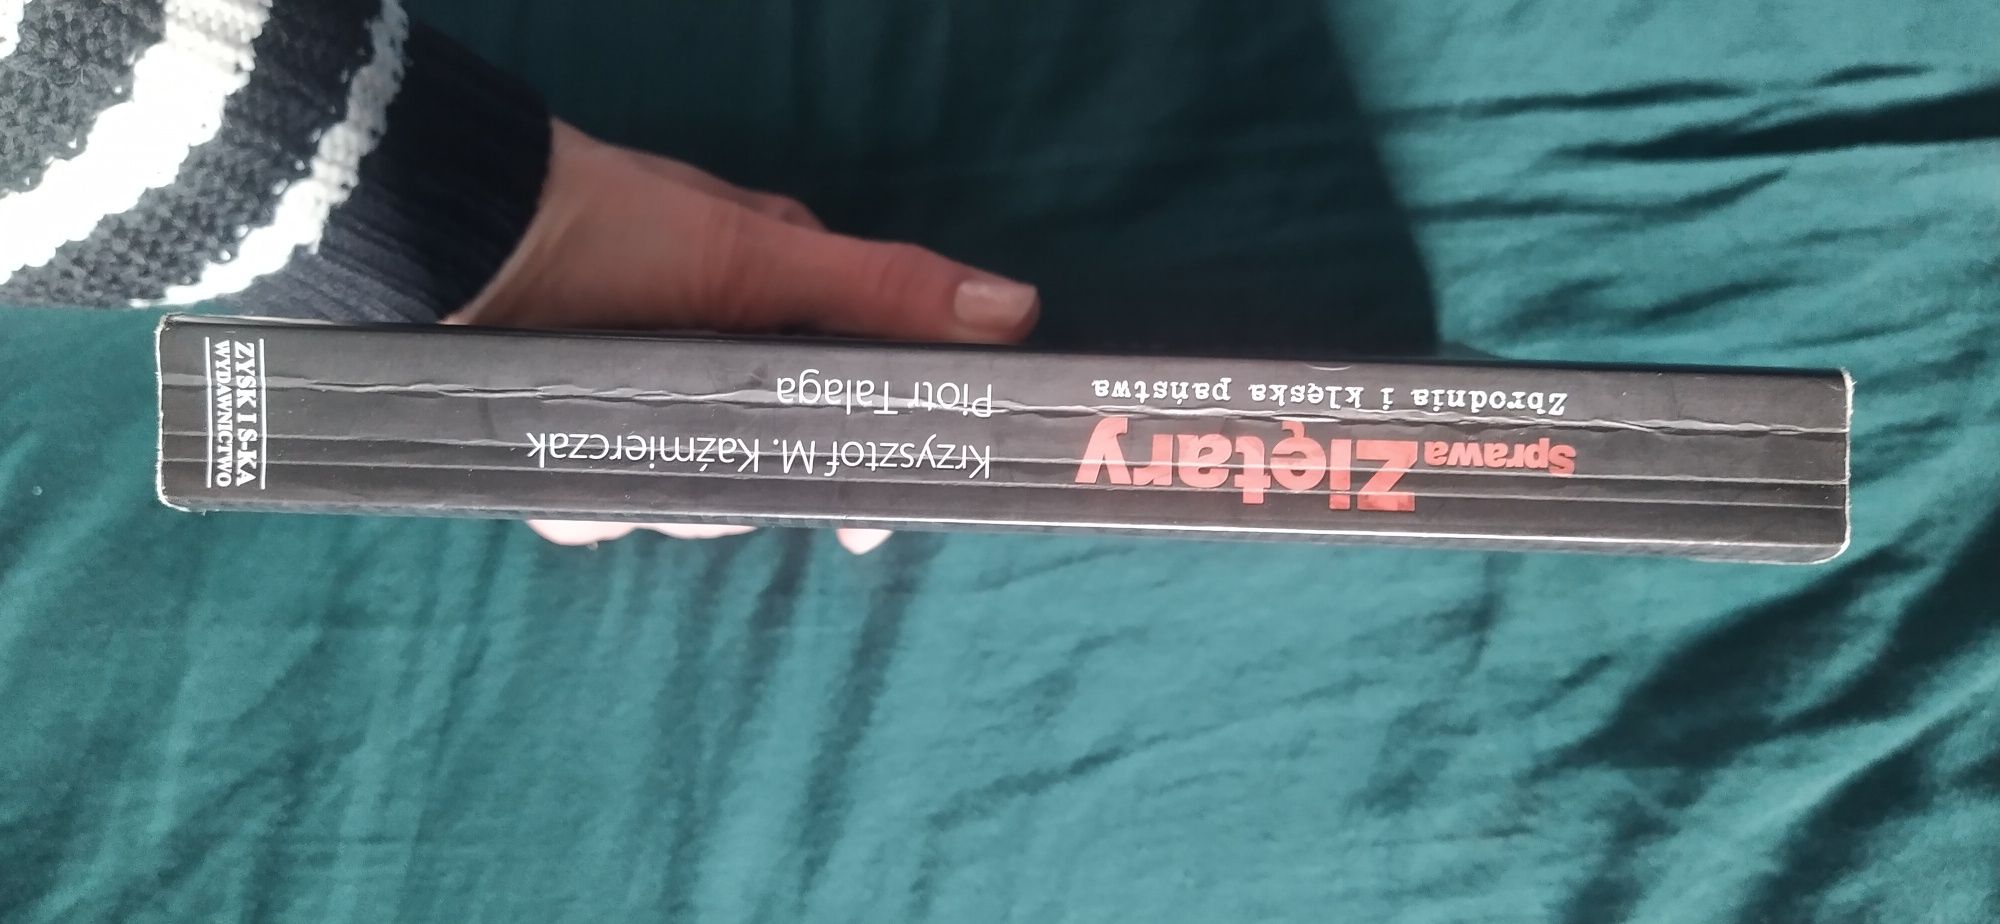 Sprawa Ziętary
Zbrodnia i klęska państwa
Krzysztof M. Kaźmierczak
Piotr Talaga
ZYSK I S-KA
WYDAWNICTWO